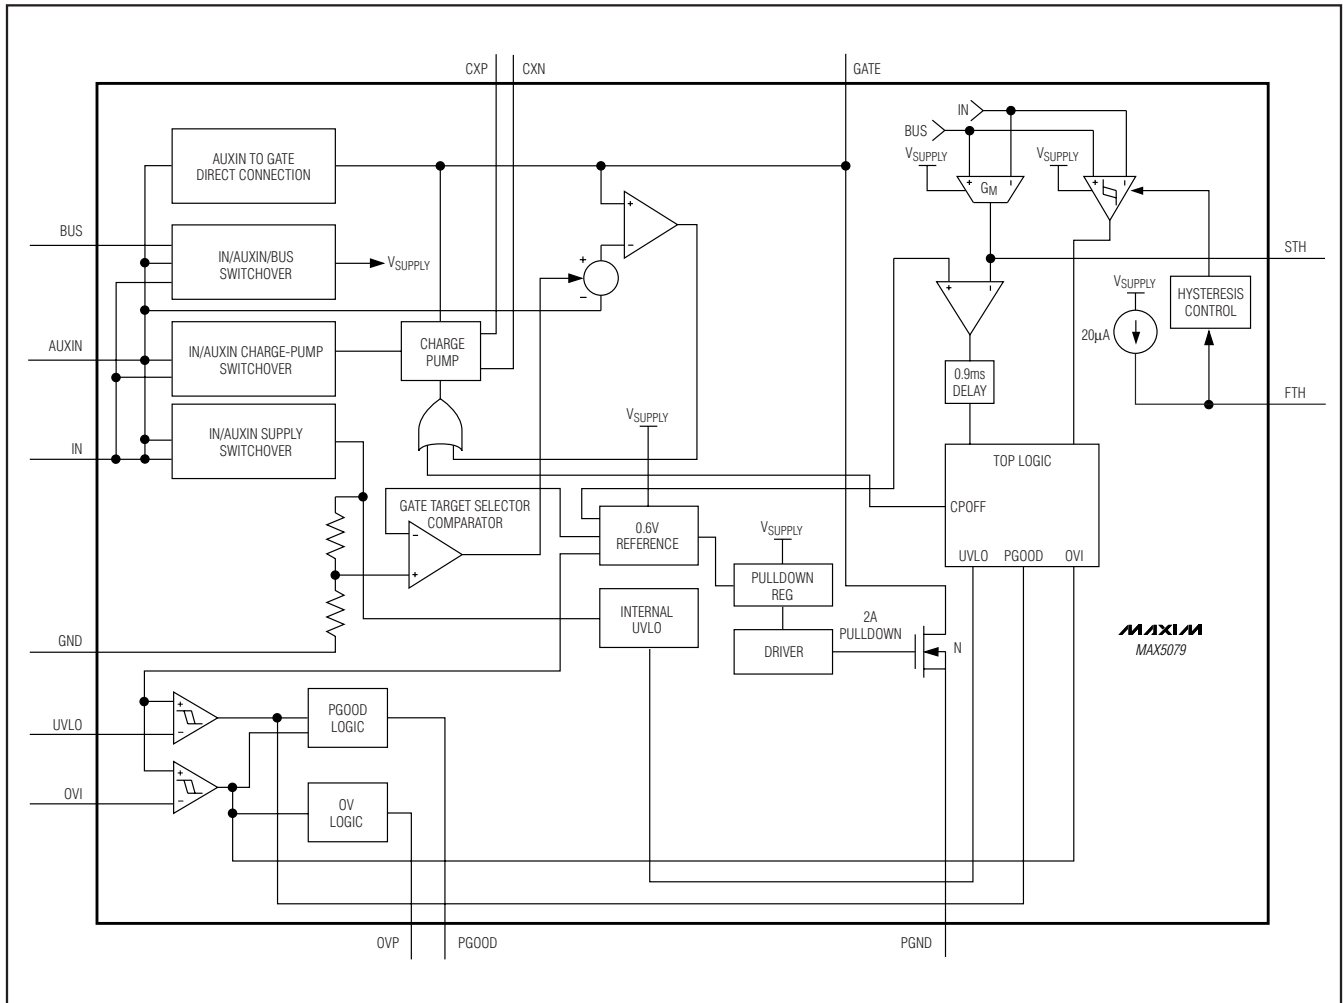 CXP
CXN
GATE
IN
BUS
VSUPPLY
VSUPPLY
AUXIN TO GATE
DIRECT CONNECTION
+
-
GM
+
-
+
-
BUS
IN/AUXIN/BUS
SWITCHOVER
VSUPPLY
+
-
STH
+
-
VSUPPLY
HYSTERESIS
CONTROL
20µA
AUXIN
IN/AUXIN CHARGE-PUMP
SWITCHOVER
CHARGE
PUMP
0.9ms
DELAY
FTH
IN
IN/AUXIN SUPPLY
SWITCHOVER
VSUPPLY
TOP LOGIC
CPOFF
UVLO
PGOOD
OVI
GATE TARGET SELECTOR
COMPARATOR
-
+
0.6V
REFERENCE
VSUPPLY
PULLDOWN
REG
INTERNAL
UVLO
2A
PULLDOWN
DRIVER
N
MAXIM
MAX5079
GND
UVLO
+
-
PGOOD
LOGIC
OVI
+
-
OV
LOGIC
OVP
PGOOD
PGND